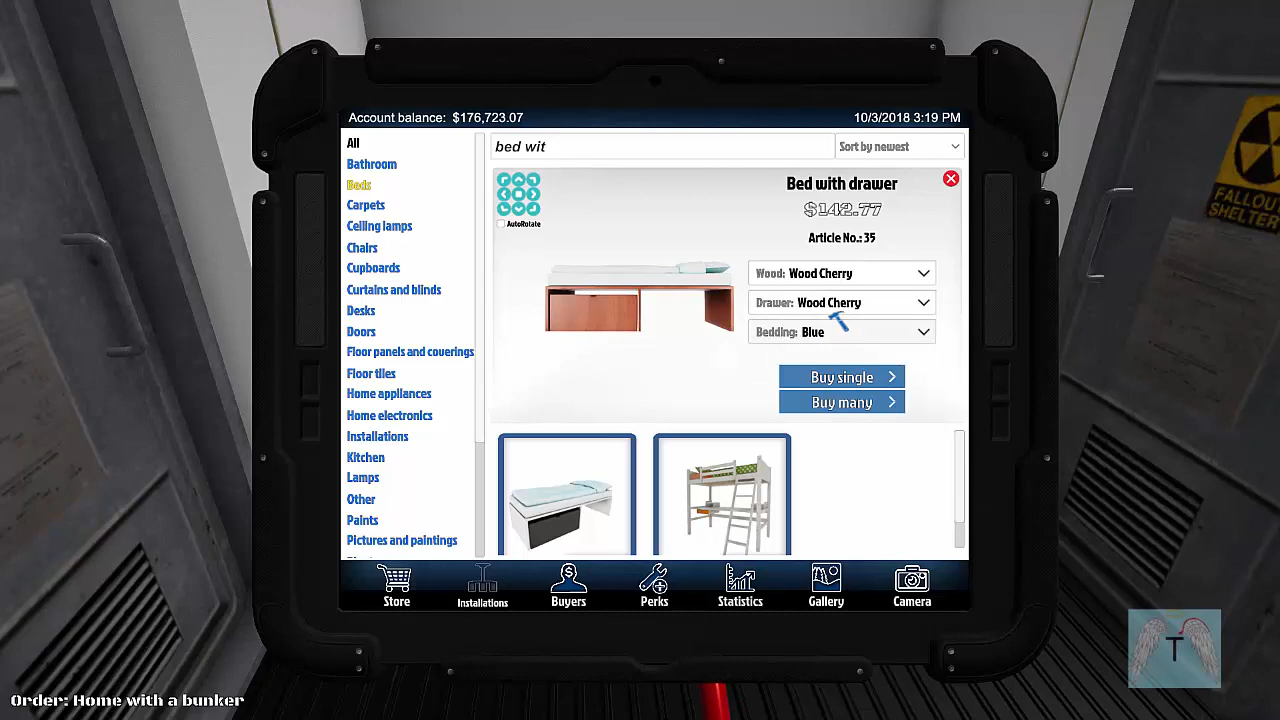 Account balance: $176,723.07
10/3/2018 3:19 PM
All
Bathroom
Beds
Carpets
Ceiling lamps
Chairs
Cupboards
Curtains and blinds
Desks
Doors
Floor panels and coverings
Floor tiles
Home appliances
Home electronics
Installations
Kitchen
Lamps
Other
Paints
Pictures and paintings
bed wit
Sort by newest
AutoRotate
Bed with drawer
$142.77
Article No.: 35
Wood: Wood Cherry
Drawer: Wood Cherry
Bedding: Blue
Buy single
Buy many
Store
Installations
Buyers
Perks
Statistics
Gallery
Camera
FALLOUT
SHELTER
T
Order: Home with a bunker